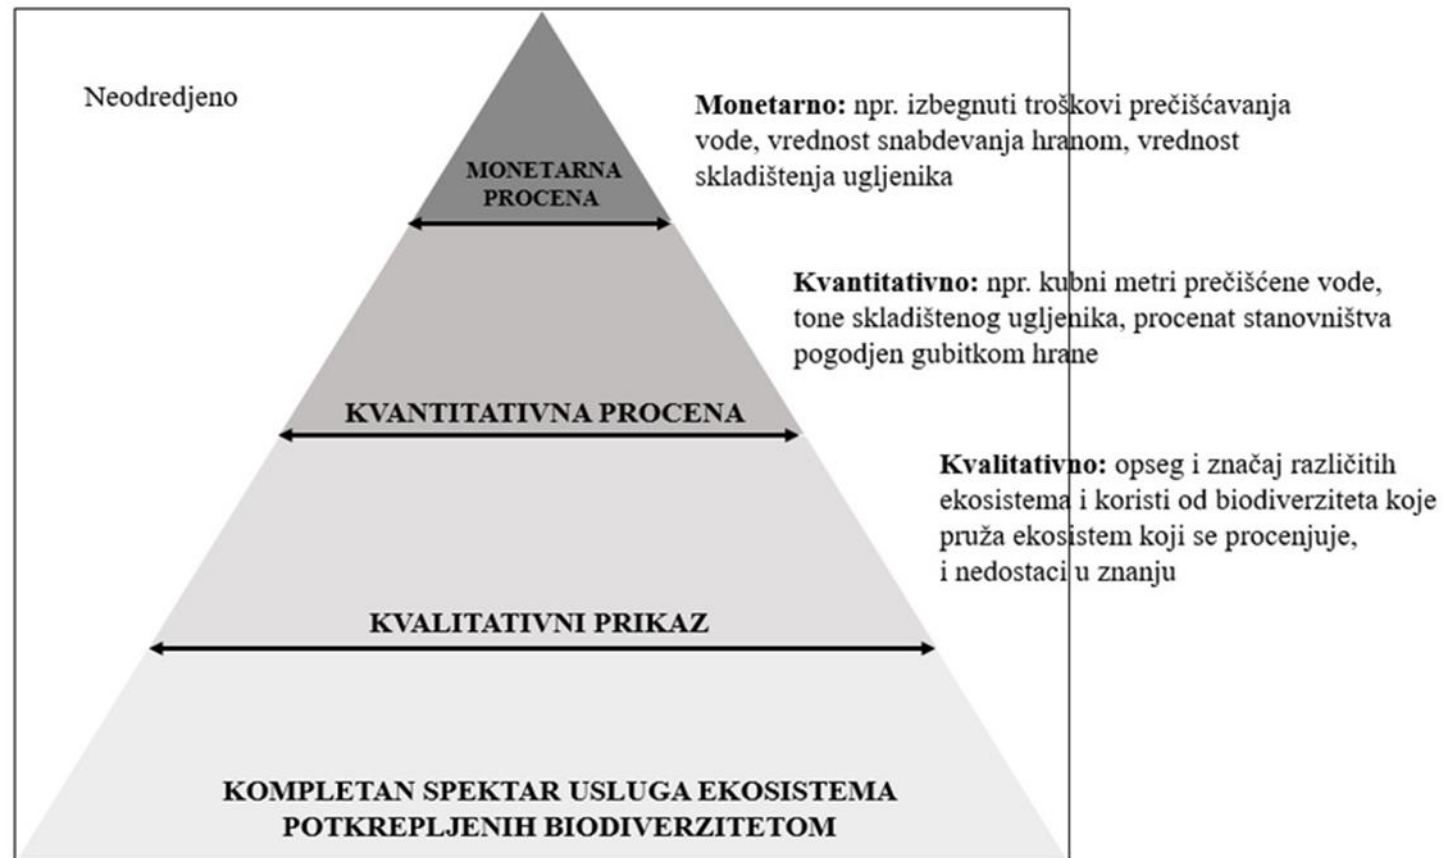 Neodredjeno
Monetarno: npr. izbegnuti troškovi prečišćavanja
vode, vrednost snabdevanja hranom, vrednost
skladištenja ugljenika
MONETARNA
PROCENA
Kvantitativno: npr. kubni metri prečišćene vode,
tone skladištenog ugljenika, procenat stanovništva
pogodjen gubitkom hrane
KVANTITATIVNA PROCENA
Kvalitativno: opseg i značaj različitih
ekosistema i koristi od biodiverziteta koje
pruža ekosistem koji se procenjuje,
i nedostaci u znanju
KVALITATIVNI PRIKAZ
KOMPLETAN SPEKTAR USLUGA EKOSISTEMA
POTKREPLJENIH BIODIVERZITETOM